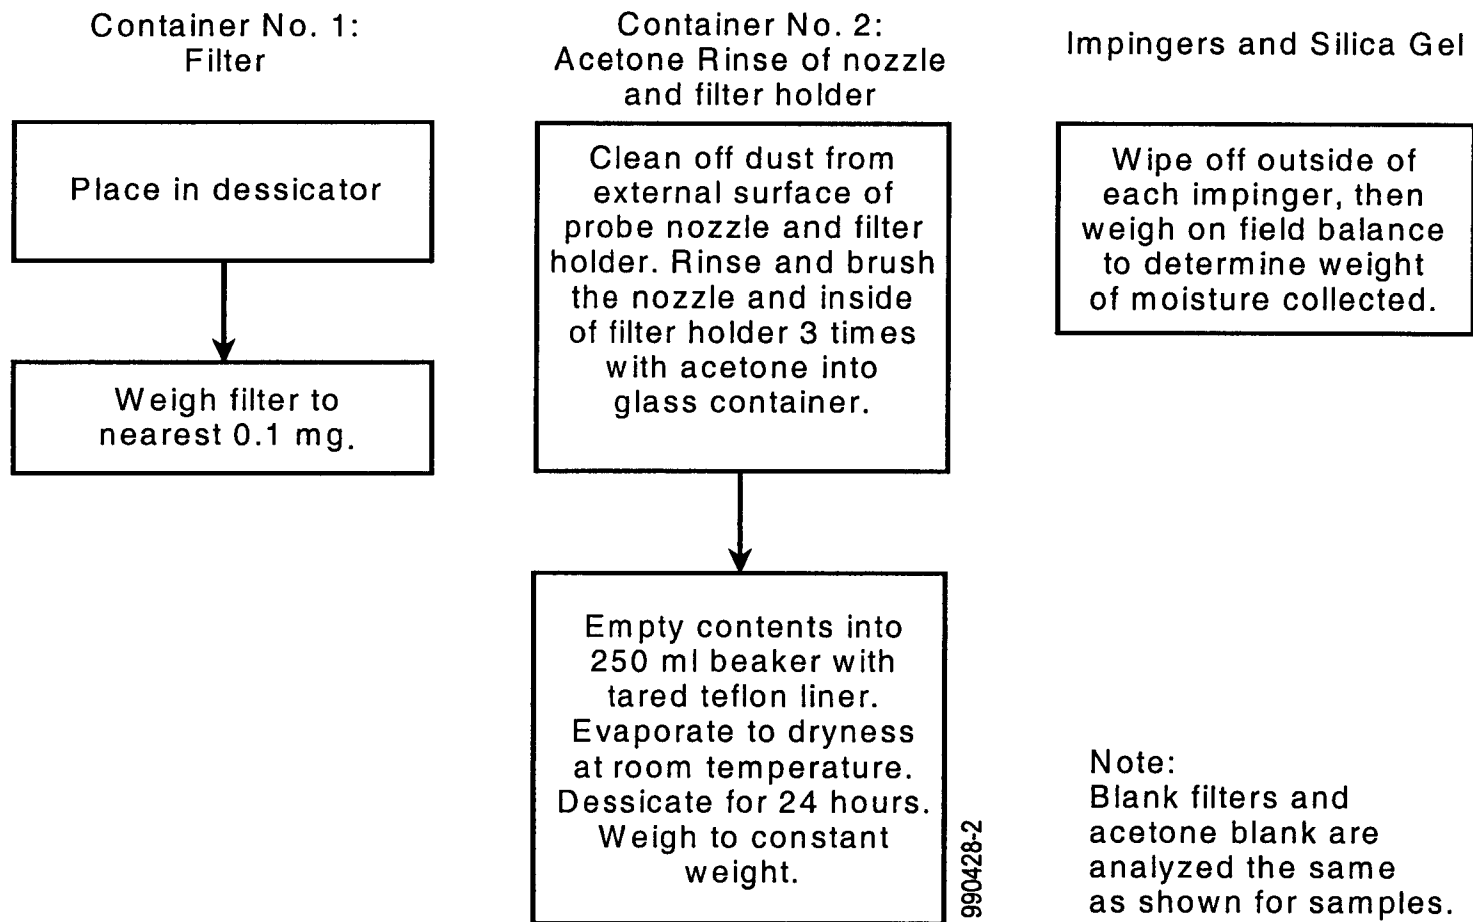 Container No. 1:
Filter
Place in dessicator
Weigh filter to
nearest 0.1 mg.
Container No. 2:
Acetone Rinse of nozzle
and filter holder
Clean off dust from
external surface of
probe nozzle and filter
holder. Rinse and brush
the nozzle and inside
of filter holder 3 times
with acetone into
glass container.
Empty contents into
250 ml beaker with
tared teflon liner.
Evaporate to dryness
at room temperature.
Dessicate for 24 hours.
Weigh to constant
weight.
990428-2
Impingers and Silica Gel
Wipe off outside of
each impinger, then
weigh on field balance
to determine weight
of moisture collected.
Note:
Blank filters and
acetone blank are
analyzed the same
as shown for samples.